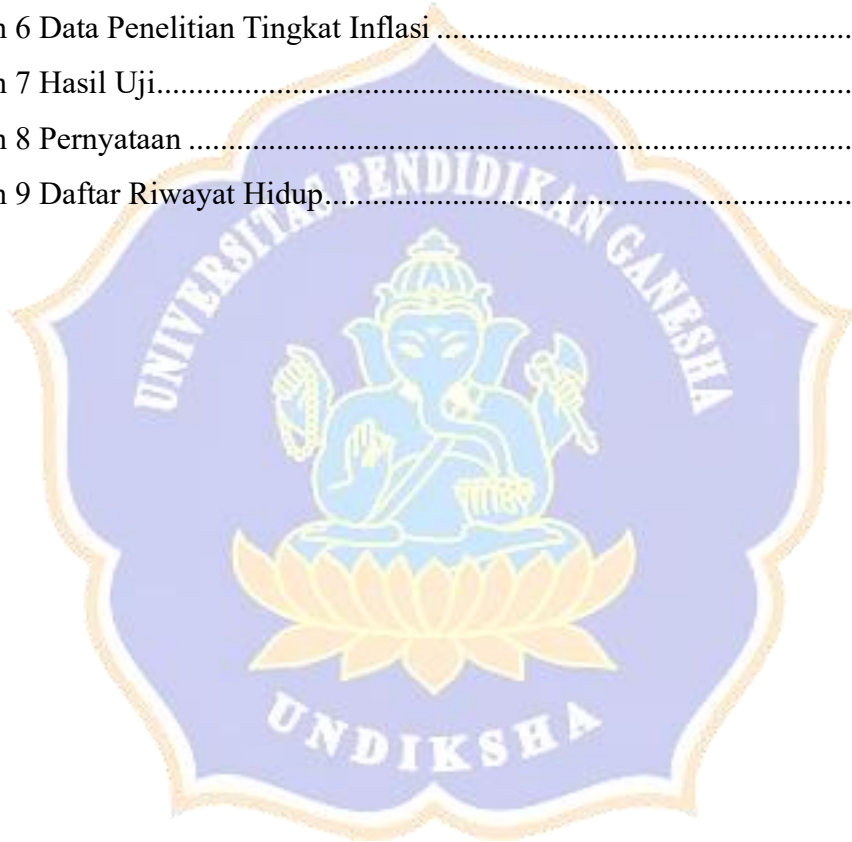 n 6 Data Penelitian Tingkat Inflasi ....................................................
n 7 Hasil Uji.......................................................................................
n 8 Pernyataan ...................................................................................
n 9 Daftar Riwayat Hidup..................................................................
UNIVERSITAS PENDIDIKAN GANESHA
UNDIKSHA